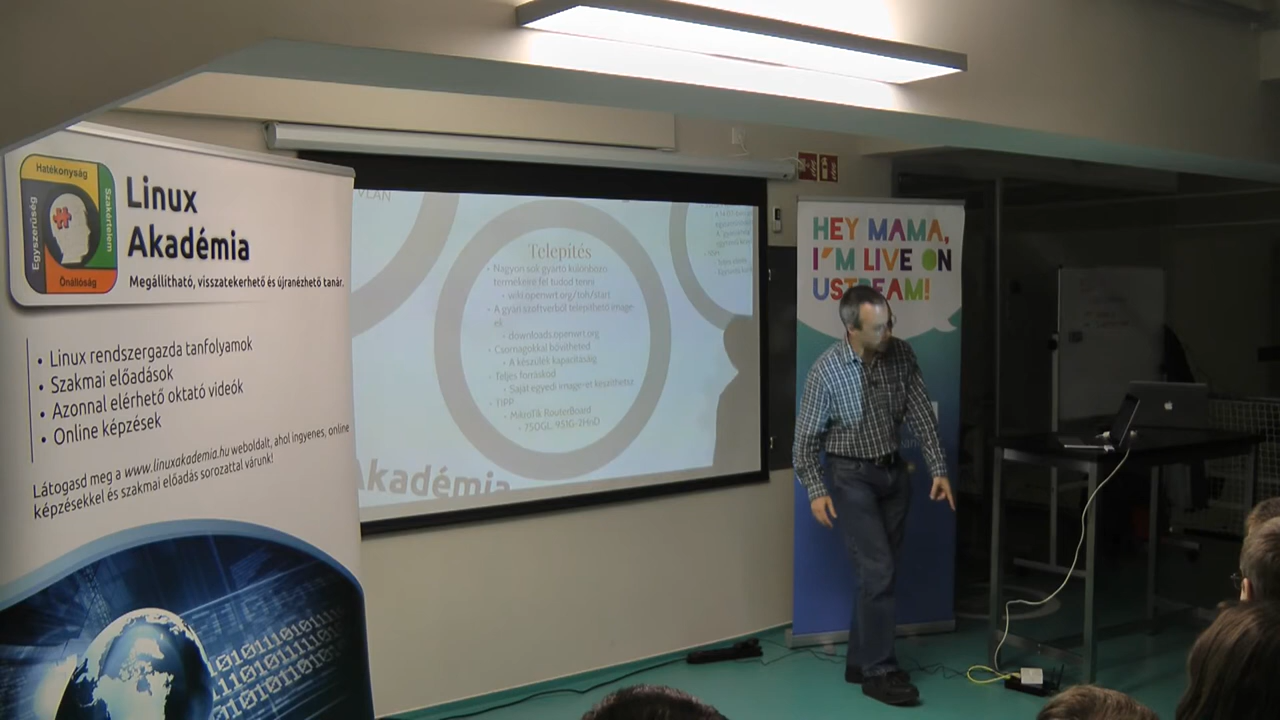 Hatékonyság
Egyszerűség
Szakértelem
Önállóság
Linux
Akadémia
Megállítható, visszatekerhető és újranézhető tanár.
• Linux rendszergazda tanfolyamok
• Szakmai előadások
• Azonnal elérhető oktató videók
• Online képzések
Látogasd meg a www.linuxakademia.hu weboldalt, ahol ingyenes, online
képzésekkel és szakmai előadás sorozattal várunk!
VLAN
Telepítés
• Nagyon sok gyártó különböző
termékeire fel tudod tenni
• wiki.openwrt.org/toh/start
• A gyári szoftverből telepíthető image-
el
• downloads.openwrt.org
• Csomagokkal bővítheted
• A készülék kapacitásáig
• Teljes forráskód
• Saját egyedi image-et készíthetsz
• Tipp
• MikroTik RouterBoard
• 750GL, 951G-2HnD
Akadémia
HEY MAMA,
I'M LIVE ON
USTREAM!